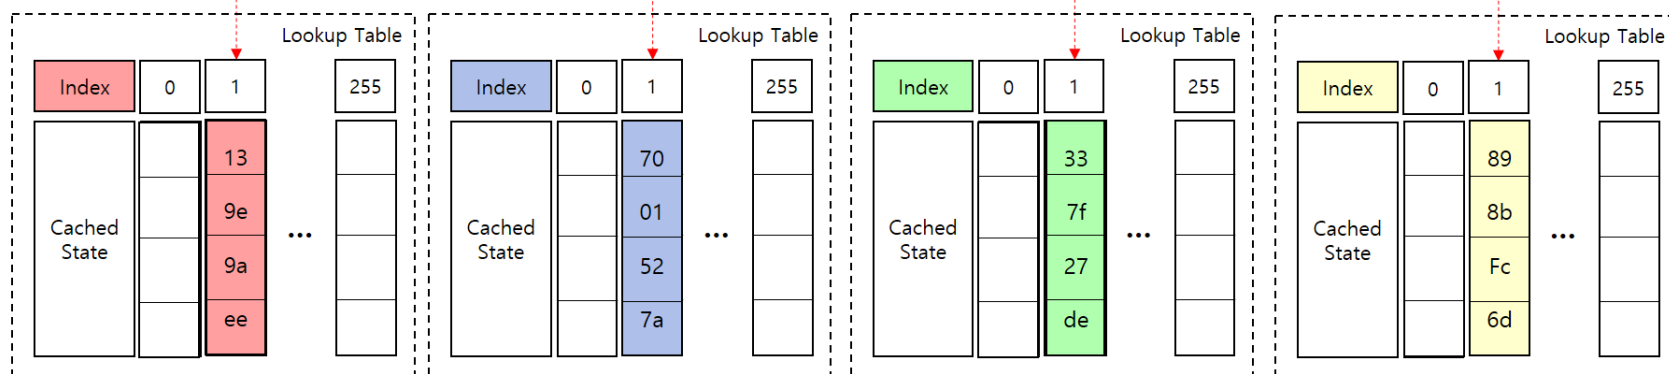 Lookup Table Lookup Table Lookup Table Lookup Table
Index 0 1 255 Index 0 1 255 Index 0 1 255 Index 0 1 255
13 70 33 89
9e 01 7f 8b
Cached State ... Cached State ... Cached State ... Cached State ...
9a 52 27 Fc
ee 7a de 6d